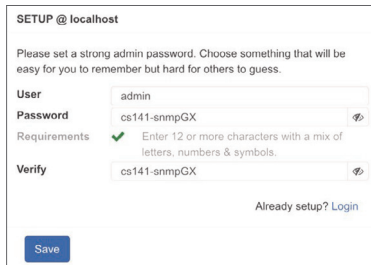 SETUP @ localhost
Please set a strong admin password. Choose something that will be
easy for you to remember but hard for others to guess.
User admin
Password cs141-snmpGX
Requirements Enter 12 or more characters with a mix of
letters, numbers & symbols.
Verify cs141-snmpGX
Already setup? Login
Save